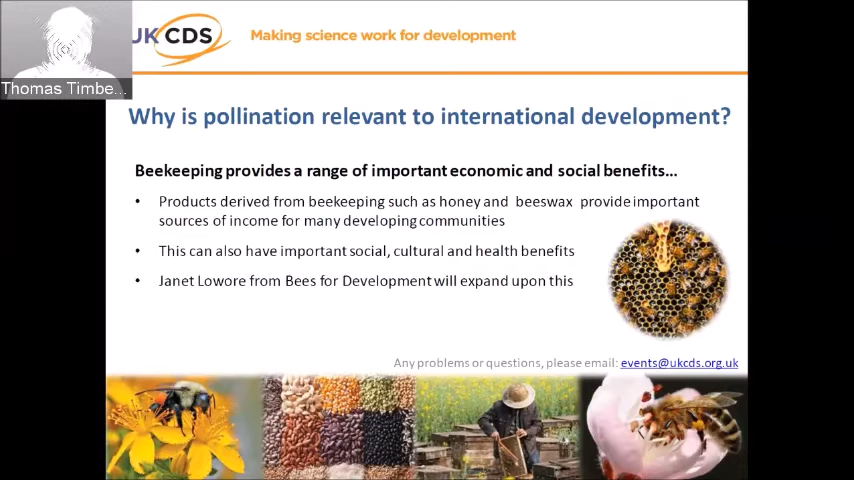 UK CDS
Making science work for development
Thomas Timbe...
Why is pollination relevant to international development?
Beekeeping provides a range of important economic and social benefits...
• Products derived from beekeeping such as honey and beeswax provide important
sources of income for many developing communities
• This can also have important social, cultural and health benefits
• Janet Lowore from Bees for Development will expand upon this
Any problems or questions, please email: events@ukcds.org.uk